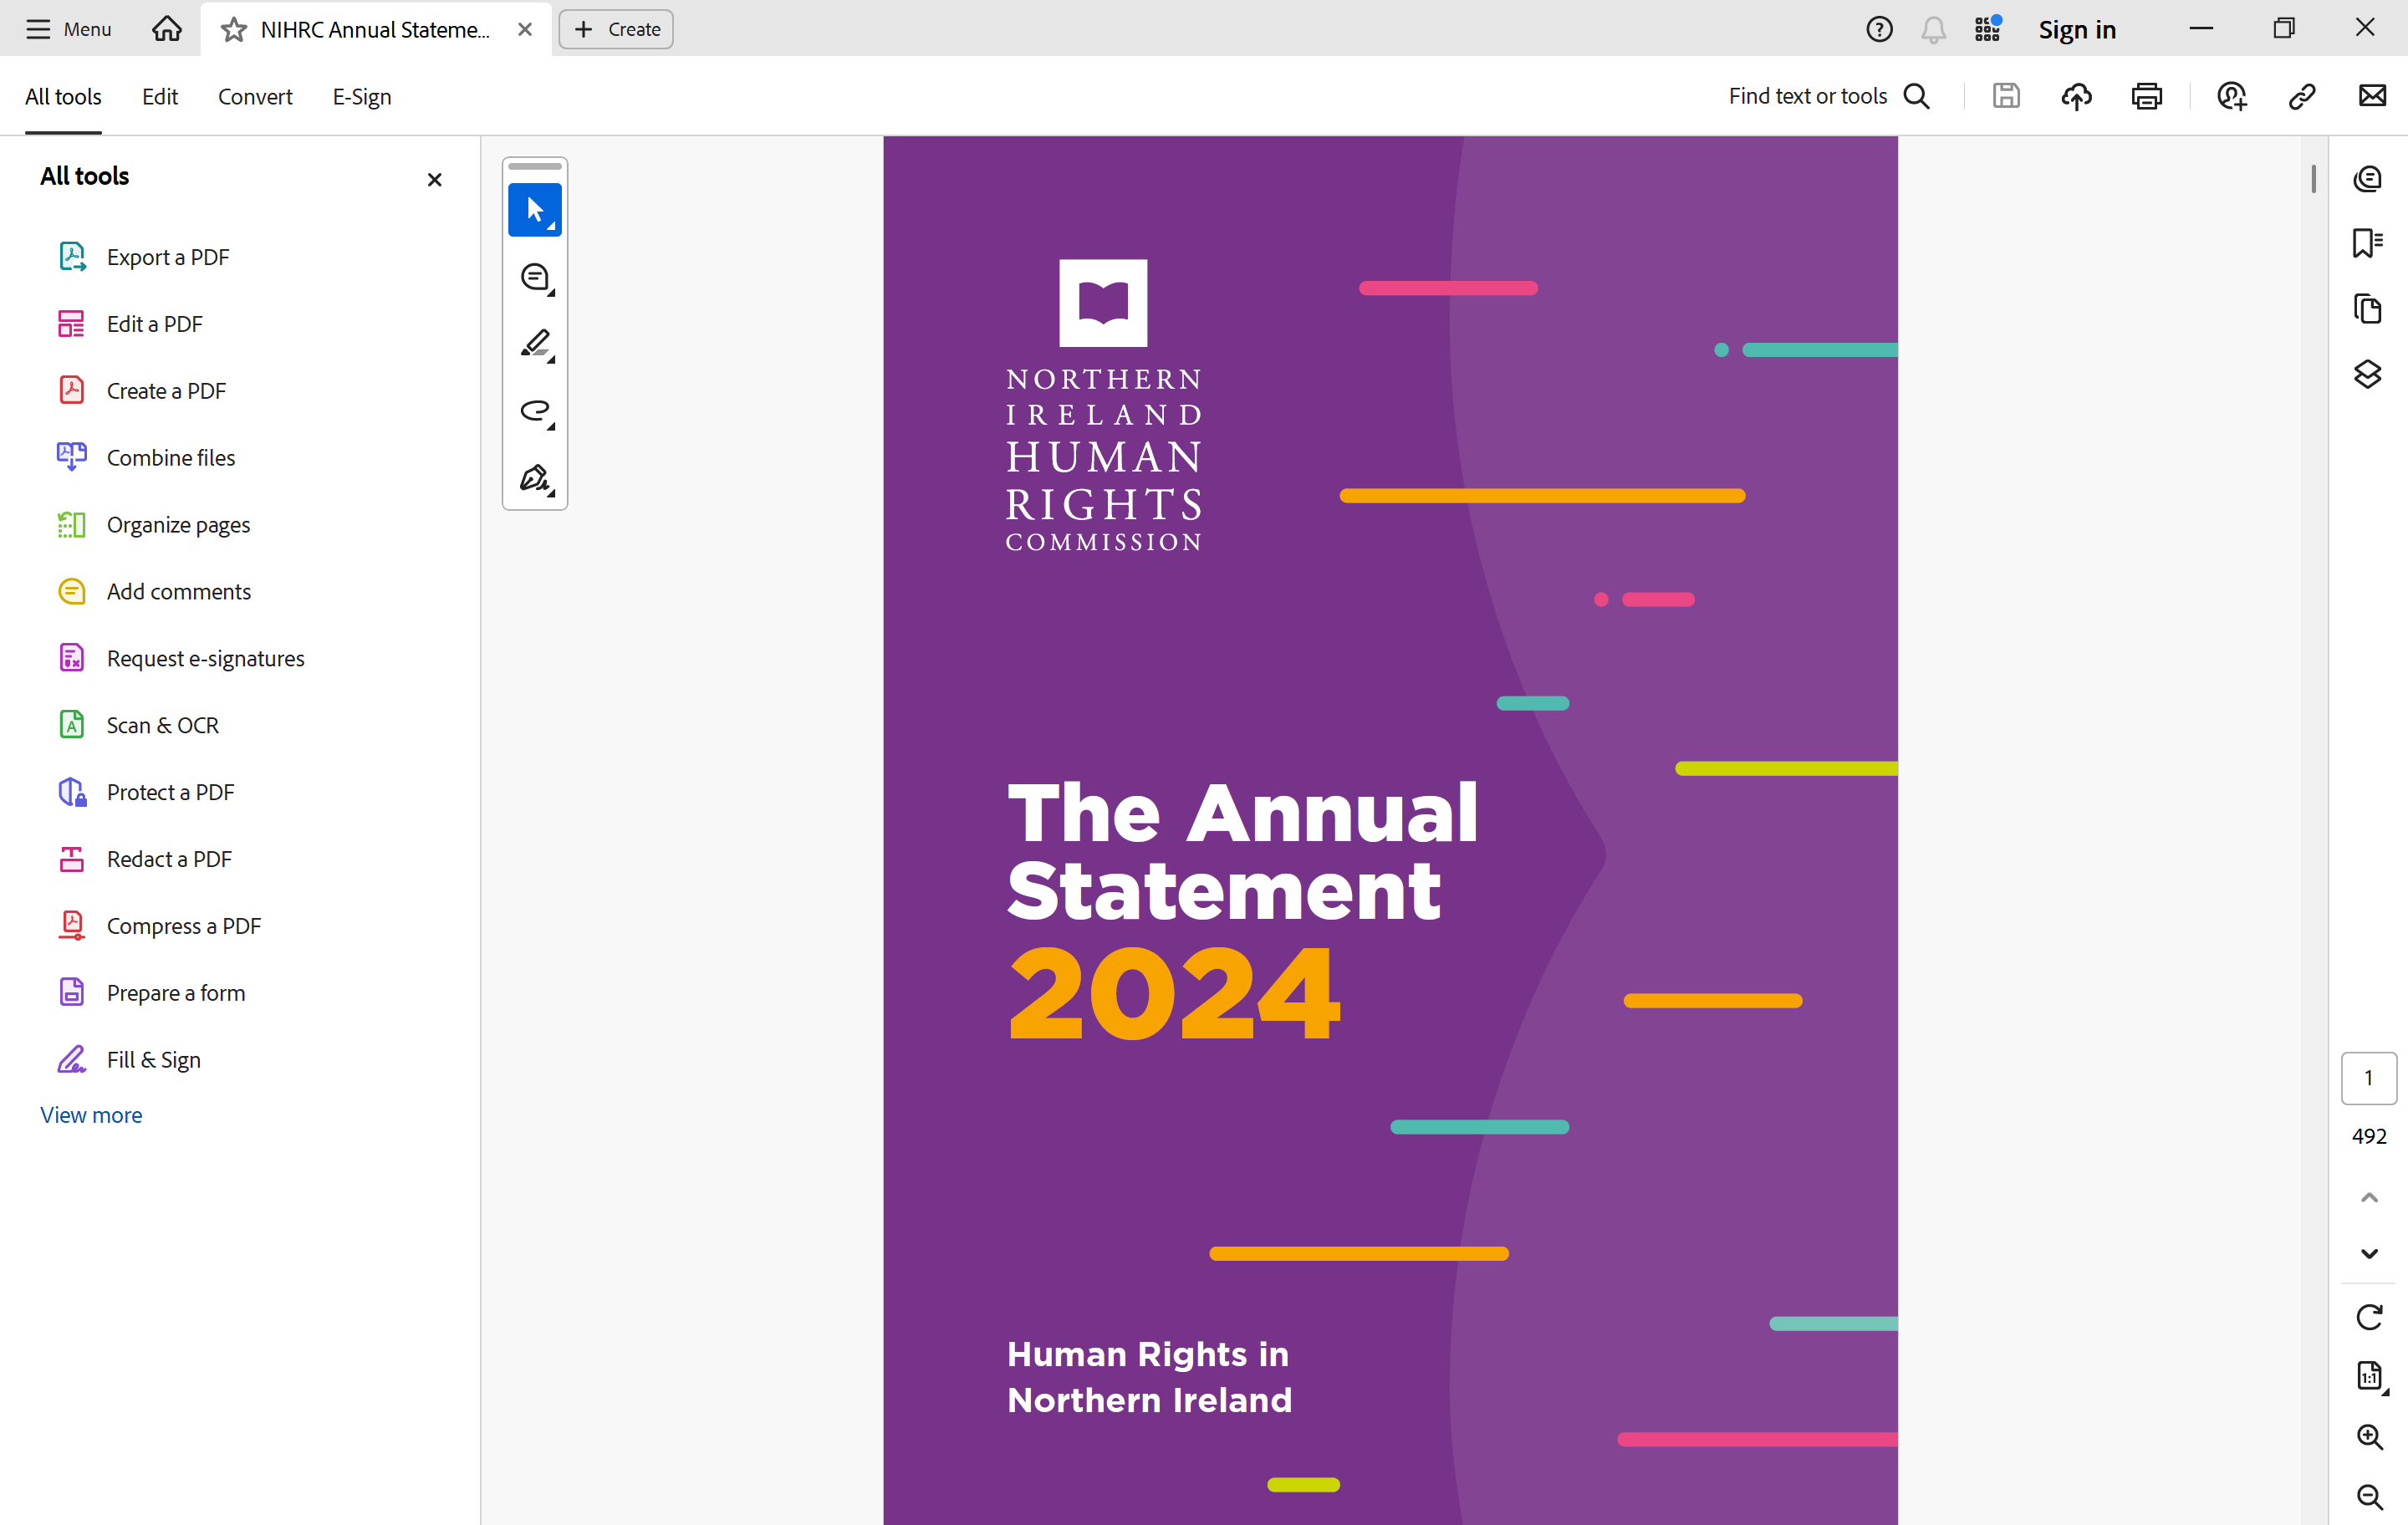 Menu
NIHRC Annual Stateme...
Create
Sign in
All tools
Edit
Convert
E-Sign
Find text or tools
All tools
Export a PDF
Edit a PDF
Create a PDF
Combine files
Organize pages
Add comments
Request e-signatures
Scan & OCR
Protect a PDF
Redact a PDF
Compress a PDF
Prepare a form
Fill & Sign
View more
NORTHERN
IRELAND
HUMAN
RIGHTS
COMMISSION
The Annual
Statement
2024
Human Rights in
Northern Ireland
1
492
1:1